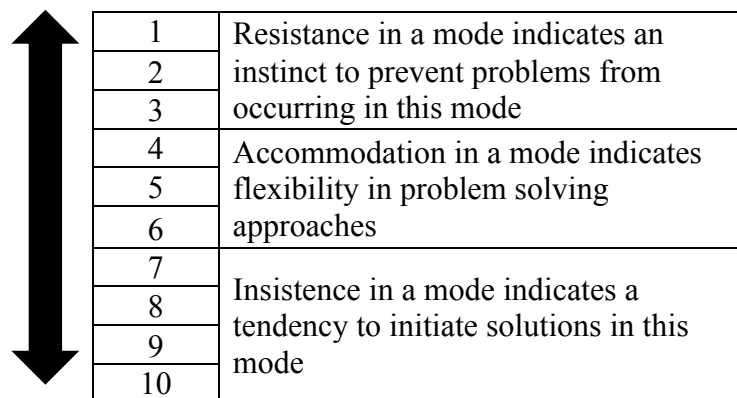 1
2
3
Resistance in a mode indicates an
instinct to prevent problems from
occurring in this mode
4
5
6
Accommodation in a mode indicates
flexibility in problem solving
approaches
7
8
9
10
Insistence in a mode indicates a
tendency to initiate solutions in this
mode